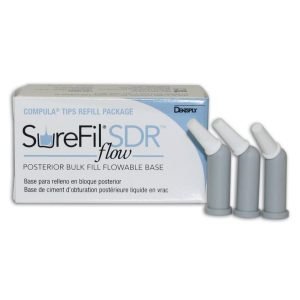 COMPULA® TIPS REFILL PACKAGE
DENTSPLY
SureFil® SDR™
flow
POSTERIOR BULK FILL FLOWABLE BASE
Base para relleno en bloque posterior
Base de ciment d'obturation postérieure liquide en vrac